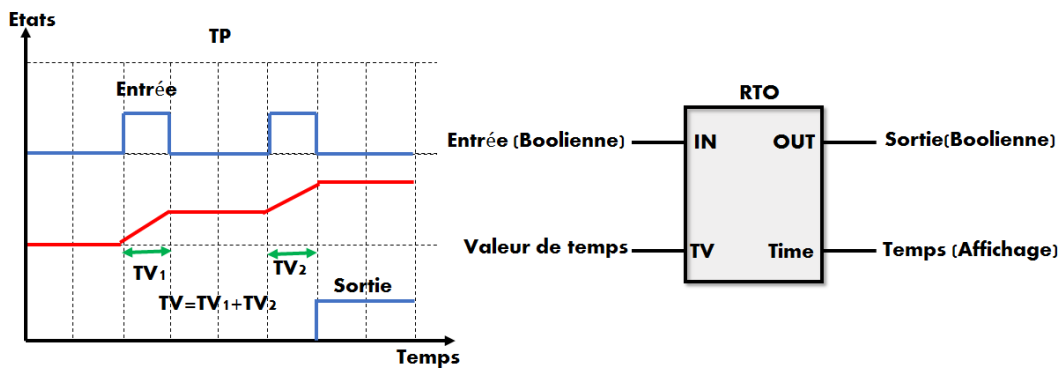 Etats
TP
Entrée
TV1
TV2
TV=TV1+TV2
Sortie
Temps
RTO
Entrée (Boolienne)
IN
OUT
Sortie(Boolienne)
Valeur de temps
TV
Time
Temps (Affichage)